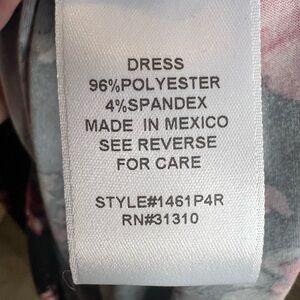 DRESS
96%POLYESTER
4%SPANDEX
MADE IN MEXICO
SEE REVERSE
FOR CARE
STYLE#1461P4R
RN#31310